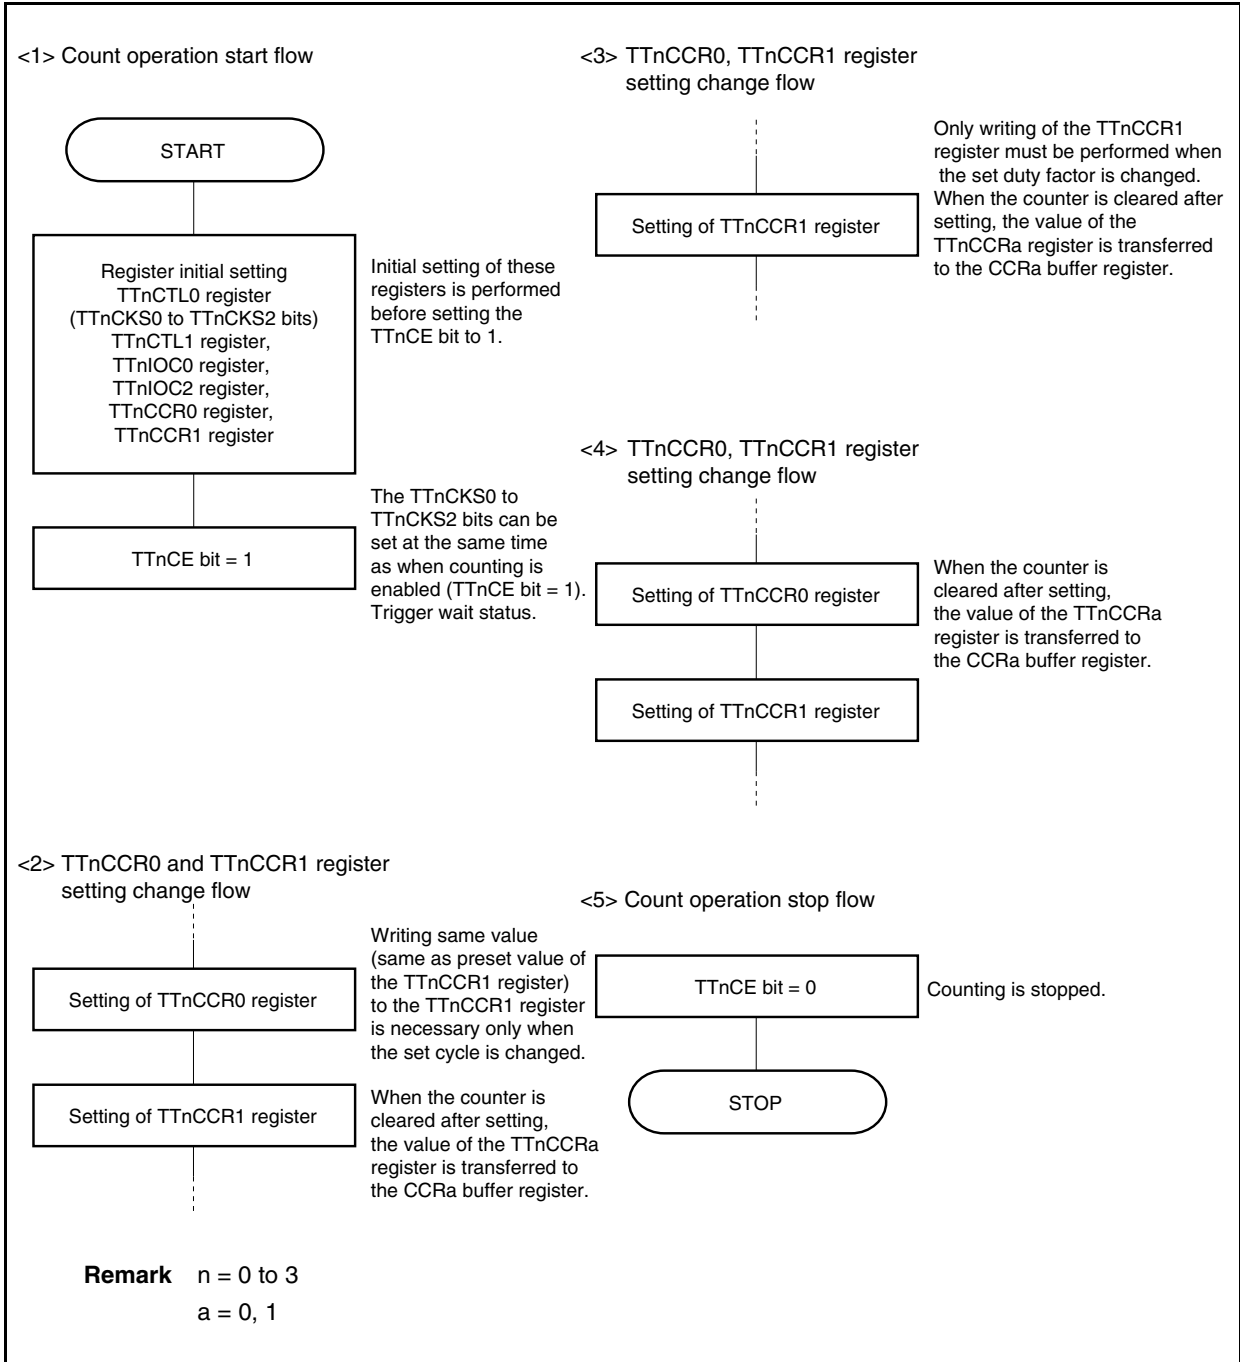 <1> Count operation start flow
START
Register initial setting
TTnCTL0 register
(TTnCKS0 to TTnCKS2 bits)
TTnCTL1 register,
TTnIOC0 register,
TTnIOC2 register,
TTnCCR0 register,
TTnCCR1 register
Initial setting of these
registers is performed
before setting the
TTnCE bit to 1.
TTnCE bit = 1
The TTnCKS0 to
TTnCKS2 bits can be
set at the same time
as when counting is
enabled (TTnCE bit = 1).
Trigger wait status.
<2> TTnCCR0 and TTnCCR1 register
setting change flow
Setting of TTnCCR0 register
Writing same value
(same as preset value of
the TTnCCR1 register)
to the TTnCCR1 register
is necessary only when
the set cycle is changed.
Setting of TTnCCR1 register
When the counter is
cleared after setting,
the value of the TTnCCRa
register is transferred to
the CCRa buffer register.
<3> TTnCCR0, TTnCCR1 register
setting change flow
Setting of TTnCCR1 register
Only writing of the TTnCCR1
register must be performed when
the set duty factor is changed.
When the counter is cleared after
setting, the value of the
TTnCCRa register is transferred
to the CCRa buffer register.
<4> TTnCCR0, TTnCCR1 register
setting change flow
Setting of TTnCCR0 register
When the counter is
cleared after setting,
the value of the TTnCCRa
register is transferred to
the CCRa buffer register.
Setting of TTnCCR1 register
<5> Count operation stop flow
TTnCE bit = 0
Counting is stopped.
STOP
Remark n = 0 to 3
a = 0, 1